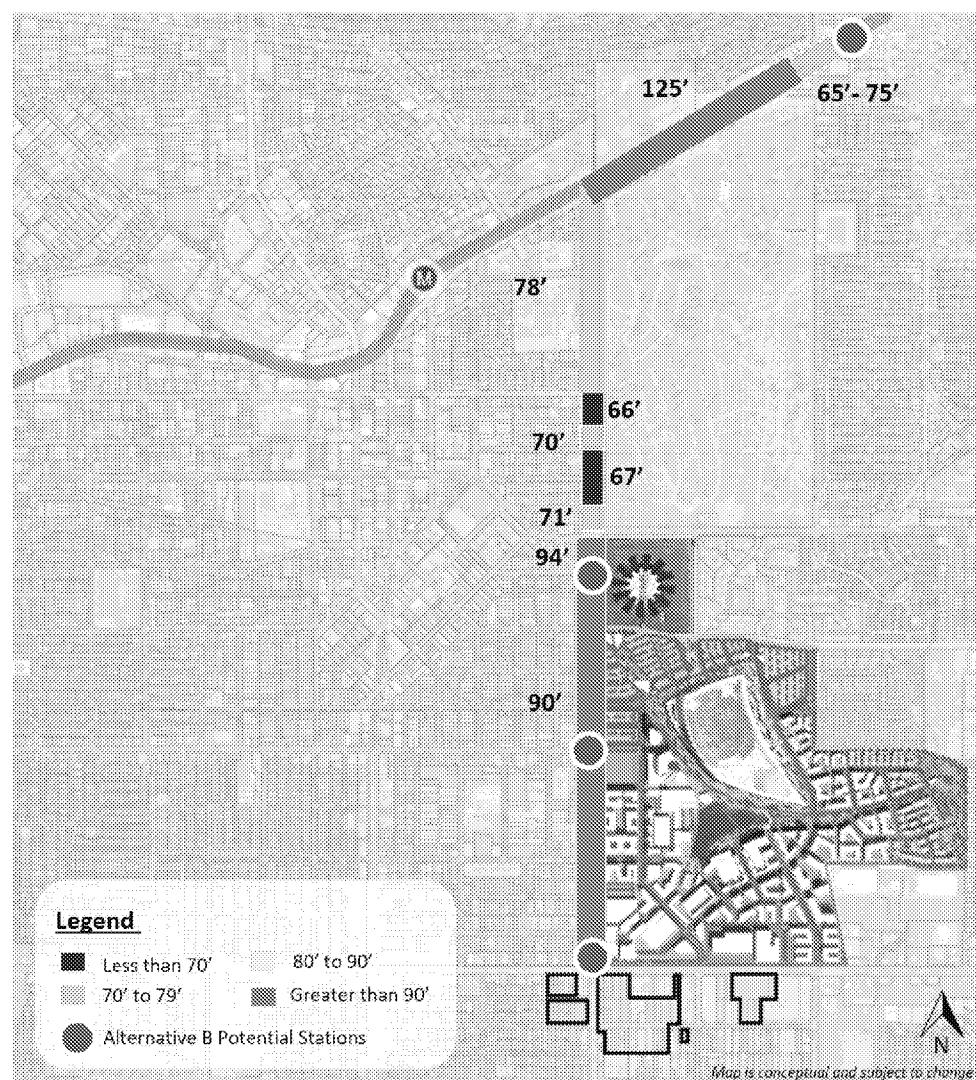 125'
65'- 75'
M
78'
66'
70'
67'
71'
94'
90'
Legend
Less than 70'
80' to 90'
70' to 79'
Greater than 90'
Alternative B Potential Stations
N
Map is conceptual and subject to change